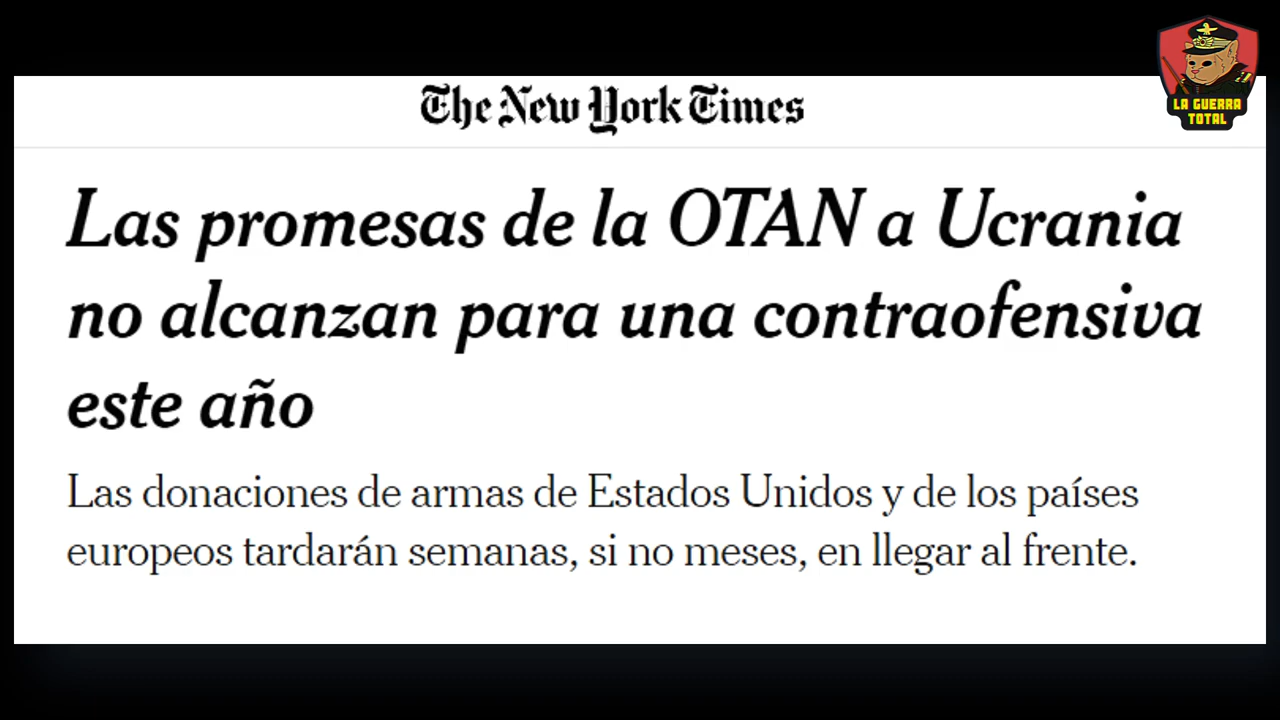 The New York Times
LA GUERRA
TOTAL
Las promesas de la OTAN a Ucrania
no alcanzan para una contraofensiva
este año
Las donaciones de armas de Estados Unidos y de los países
europeos tardarán semanas, si no meses, en llegar al frente.